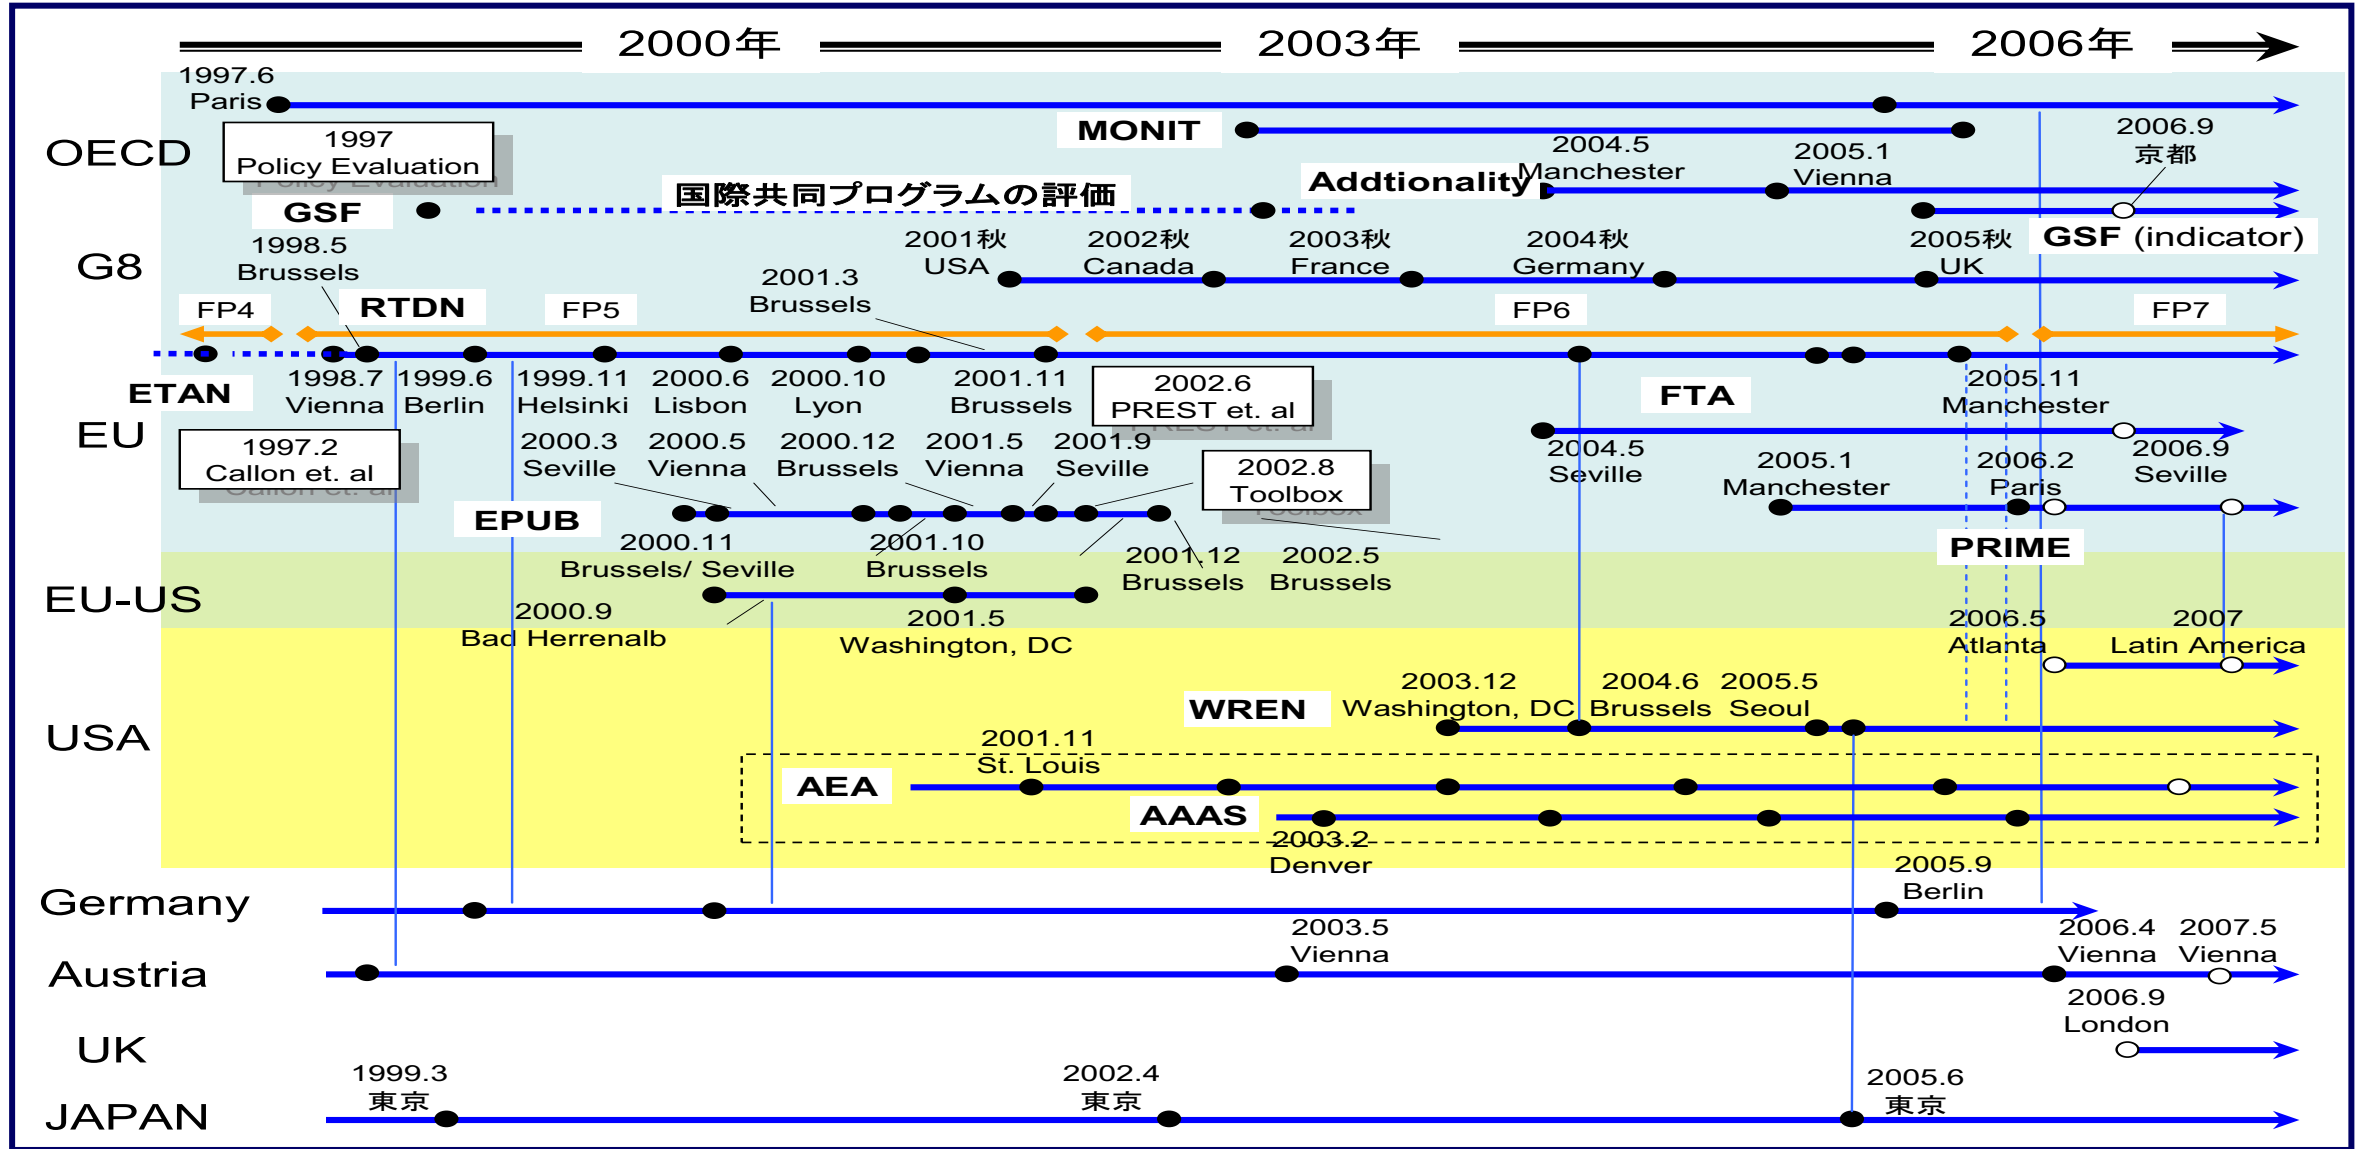 2000年
2003年
2006年
1997.6
Paris
OECD
1997
Policy Evaluation
MONIT
2004.5
Manchester
2005.1
Vienna
2006.9
京都
国際共同プログラムの評価
Addtionality
GSF
GSF (indicator)
G8
1998.5
Brussels
2001.3
Brussels
2001秋
USA
2002秋
Canada
2003秋
France
2004秋
Germany
2005秋
UK
FP4
RTDN
FP5
FP6
FP7
ETAN
1998.7
Vienna
1999.6
Berlin
1999.11
Helsinki
2000.6
Lisbon
2000.10
Lyon
2001.11
Brussels
2002.6
PREST et. al
FTA
2005.11
Manchester
EU
1997.2
Callon et. al
2000.3
Seville
2000.5
Vienna
2000.12
Brussels
2001.5
Vienna
2001.9
Seville
2002.8
Toolbox
2004.5
Seville
2005.1
Manchester
2006.2
Paris
2006.9
Seville
EPUB
2000.11
Brussels/ Seville
2001.10
Brussels
2001.12
Brussels
2002.5
Brussels
PRIME
EU-US
2000.9
Bad Herrenalb
2001.5
Washington, DC
2006.5
Atlanta
2007
Latin America
USA
WREN
2003.12
Washington, DC
2004.6
Brussels
2005.5
Seoul
2001.11
St. Louis
AEA
AAAS
2003.2
Denver
Germany
2005.9
Berlin
Austria
2003.5
Vienna
2006.4
Vienna
2007.5
Vienna
UK
2006.9
London
JAPAN
1999.3
東京
2002.4
東京
2005.6
東京